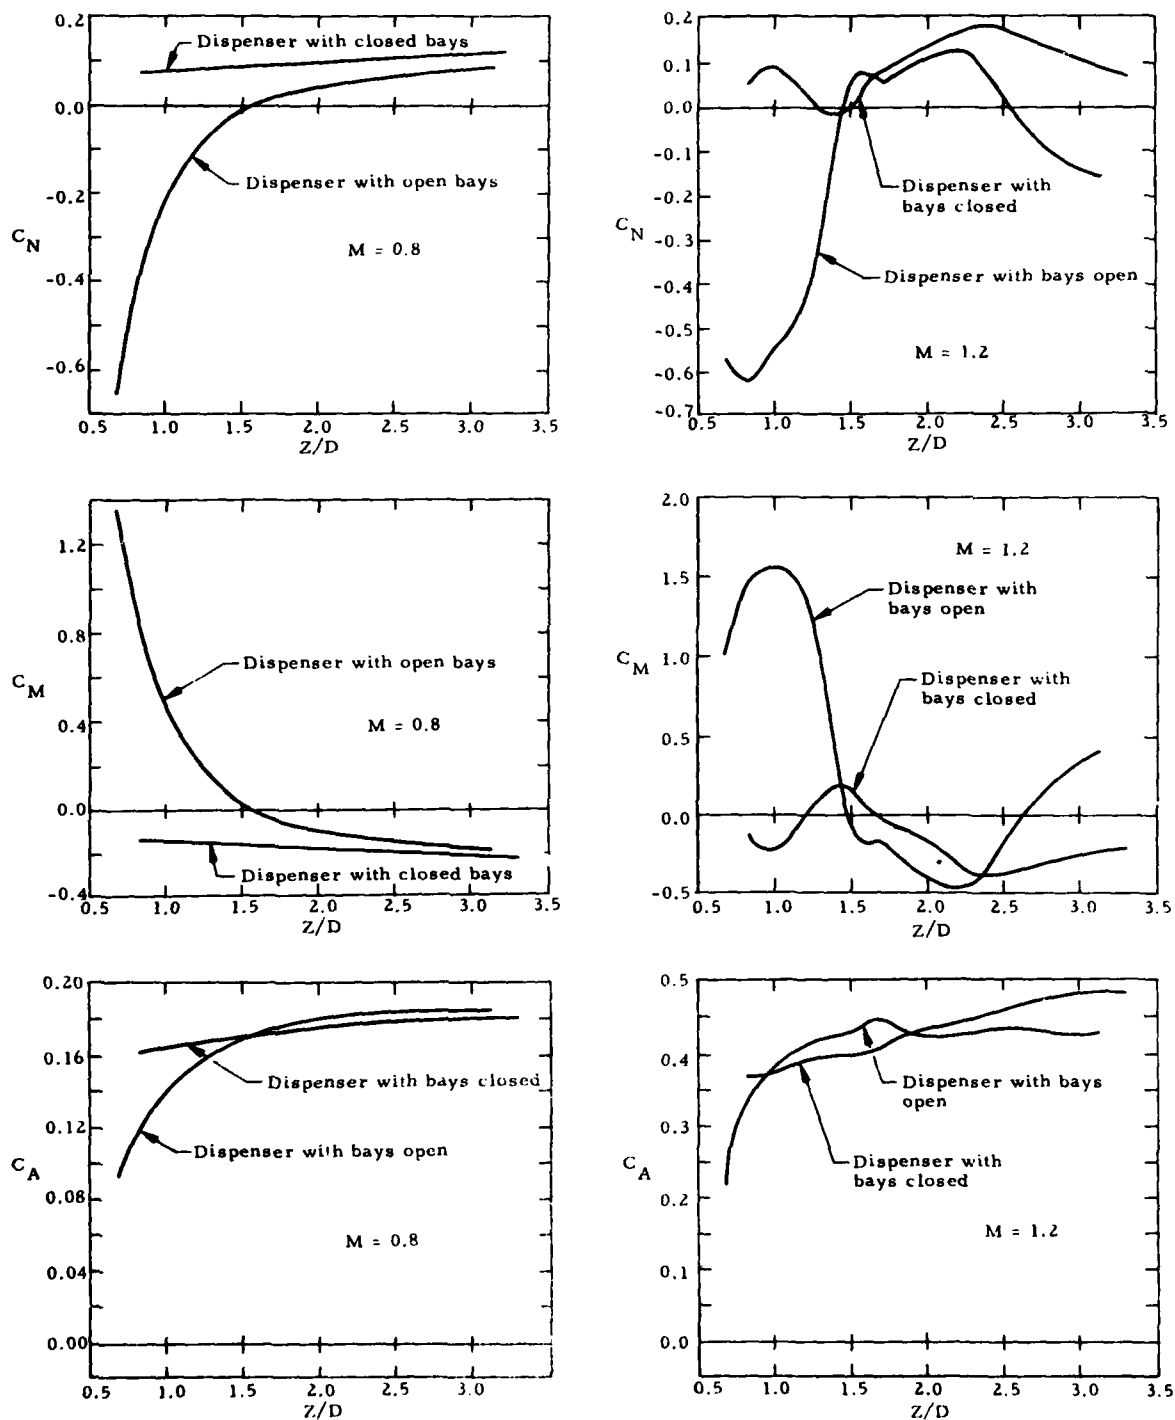 0.2
Dispenser with closed bays
0.0
-0.2
Dispenser with open bays
C_N
M = 0.8
-0.4
-0.6
0.5 1.0 1.5 2.0 2.5 3.0 3.5
Z/D
0.2
0.1
0.0
-0.1
Dispenser with
bays closed
-0.2
C_N
-0.3
Dispenser with bays open
-0.4
-0.5
M = 1.2
-0.6
-0.7
0.5 1.0 1.5 2.0 2.5 3.0 3.5
Z/D
1.2
0.8
Dispenser with open bays
C_M
0.4
M = 0.8
0.0
Dispenser with closed bays
-0.4
0.5 1.0 1.5 2.0 2.5 3.0 3.5
Z/D
2.0
M = 1.2
1.5
Dispenser with
bays open
1.0
C_M
Dispenser with
bays closed
0.5
0.0
-0.5
0.5 1.0 1.5 2.0 2.5 3.0 3.5
Z/D
0.20
0.16
Dispenser with bays closed
0.12
Dispenser with bays open
C_A
0.08
M = 0.8
0.04
0.00
0.5 1.0 1.5 2.0 2.5 3.0 3.5
Z/D
0.5
0.4
Dispenser with bays
open
0.3
C_A
Dispenser with
bays closed
0.2
M = 1.2
0.1
0.0
0.5 1.0 1.5 2.0 2.5 3.0 3.5
Z/D